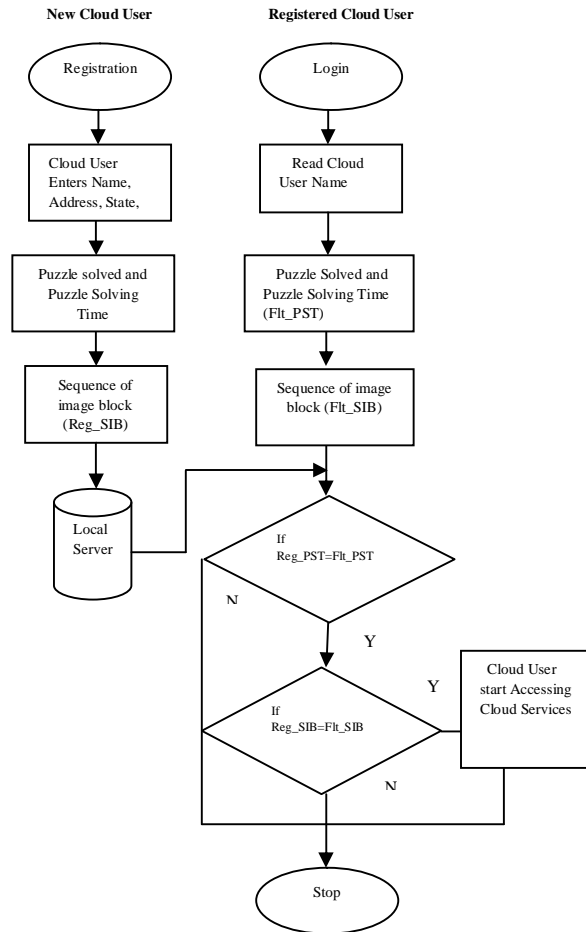 New Cloud User
Registered Cloud User
Registration
Login
Cloud User
Enters Name,
Address, State,
Read Cloud
User Name
Puzzle solved and
Puzzle Solving
Time
Puzzle Solved and
Puzzle Solving Time
(Flt_PST)
Sequence of
image block
(Reg_SIB)
Sequence of image
block (Flt_SIB)
Local
Server
If
Reg_PST=Flt_PST
N
Y
If
Reg_SIB=Flt_SIB
Y
Cloud User
start Accessing
Cloud Services
N
Stop